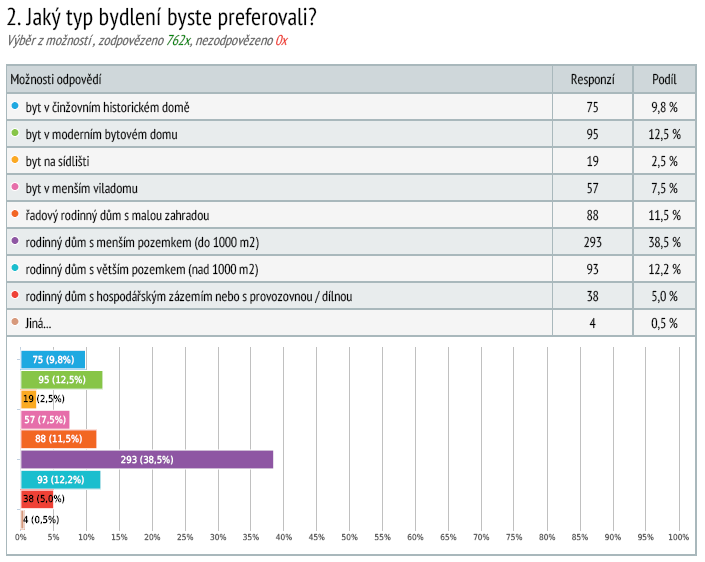 2. Jaký typ bydlení byste preferovali?
Výběr z možností, zodpovězeno 762x, nezodpovězeno 0x
Možnosti odpovědí Responzí Podíl
byt v činžovním historickém domě 75 9,8 %
byt v moderním bytovém domu 95 12,5 %
byt na sídlišti 19 2,5 %
byt v menším viladomu 57 7,5 %
řadový rodinný dům s malou zahradou 88 11,5 %
rodinný dům s menším pozemkem (do 1000 m2) 293 38,5 %
rodinný dům s větším pozemkem (nad 1000 m2) 93 12,2 %
rodinný dům s hospodářským zázemím nebo s provozovnou / dílnou 38 5,0 %
Jiná... 4 0,5 %
75 (9,8%)
95 (12,5%)
19 (2,5%)
57 (7,5%)
88 (11,5%)
293 (38,5%)
93 (12,2%)
38 (5,0%)
4 (0,5%)
0% 5% 10% 15% 20% 25% 30% 35% 40% 45% 50% 55% 60% 65% 70% 75% 80% 85% 90% 95% 100%